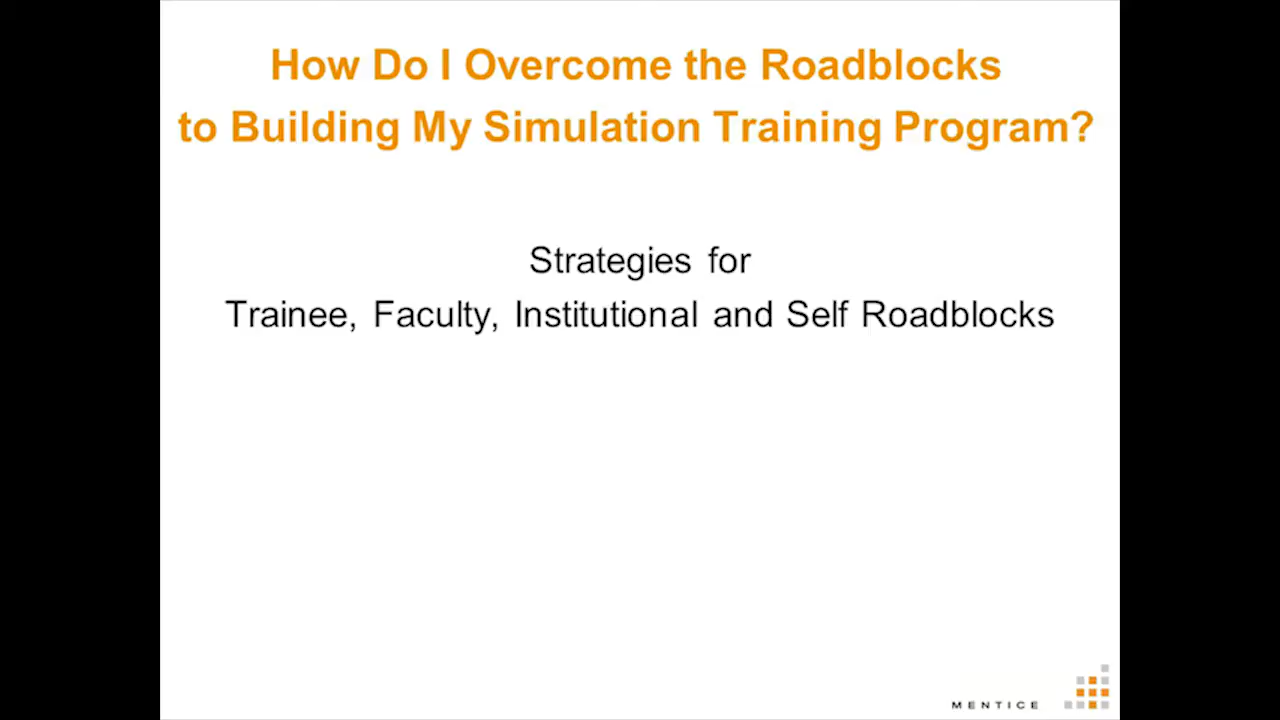 How Do I Overcome the Roadblocks
to Building My Simulation Training Program?
Strategies for
Trainee, Faculty, Institutional and Self Roadblocks
MENTICE